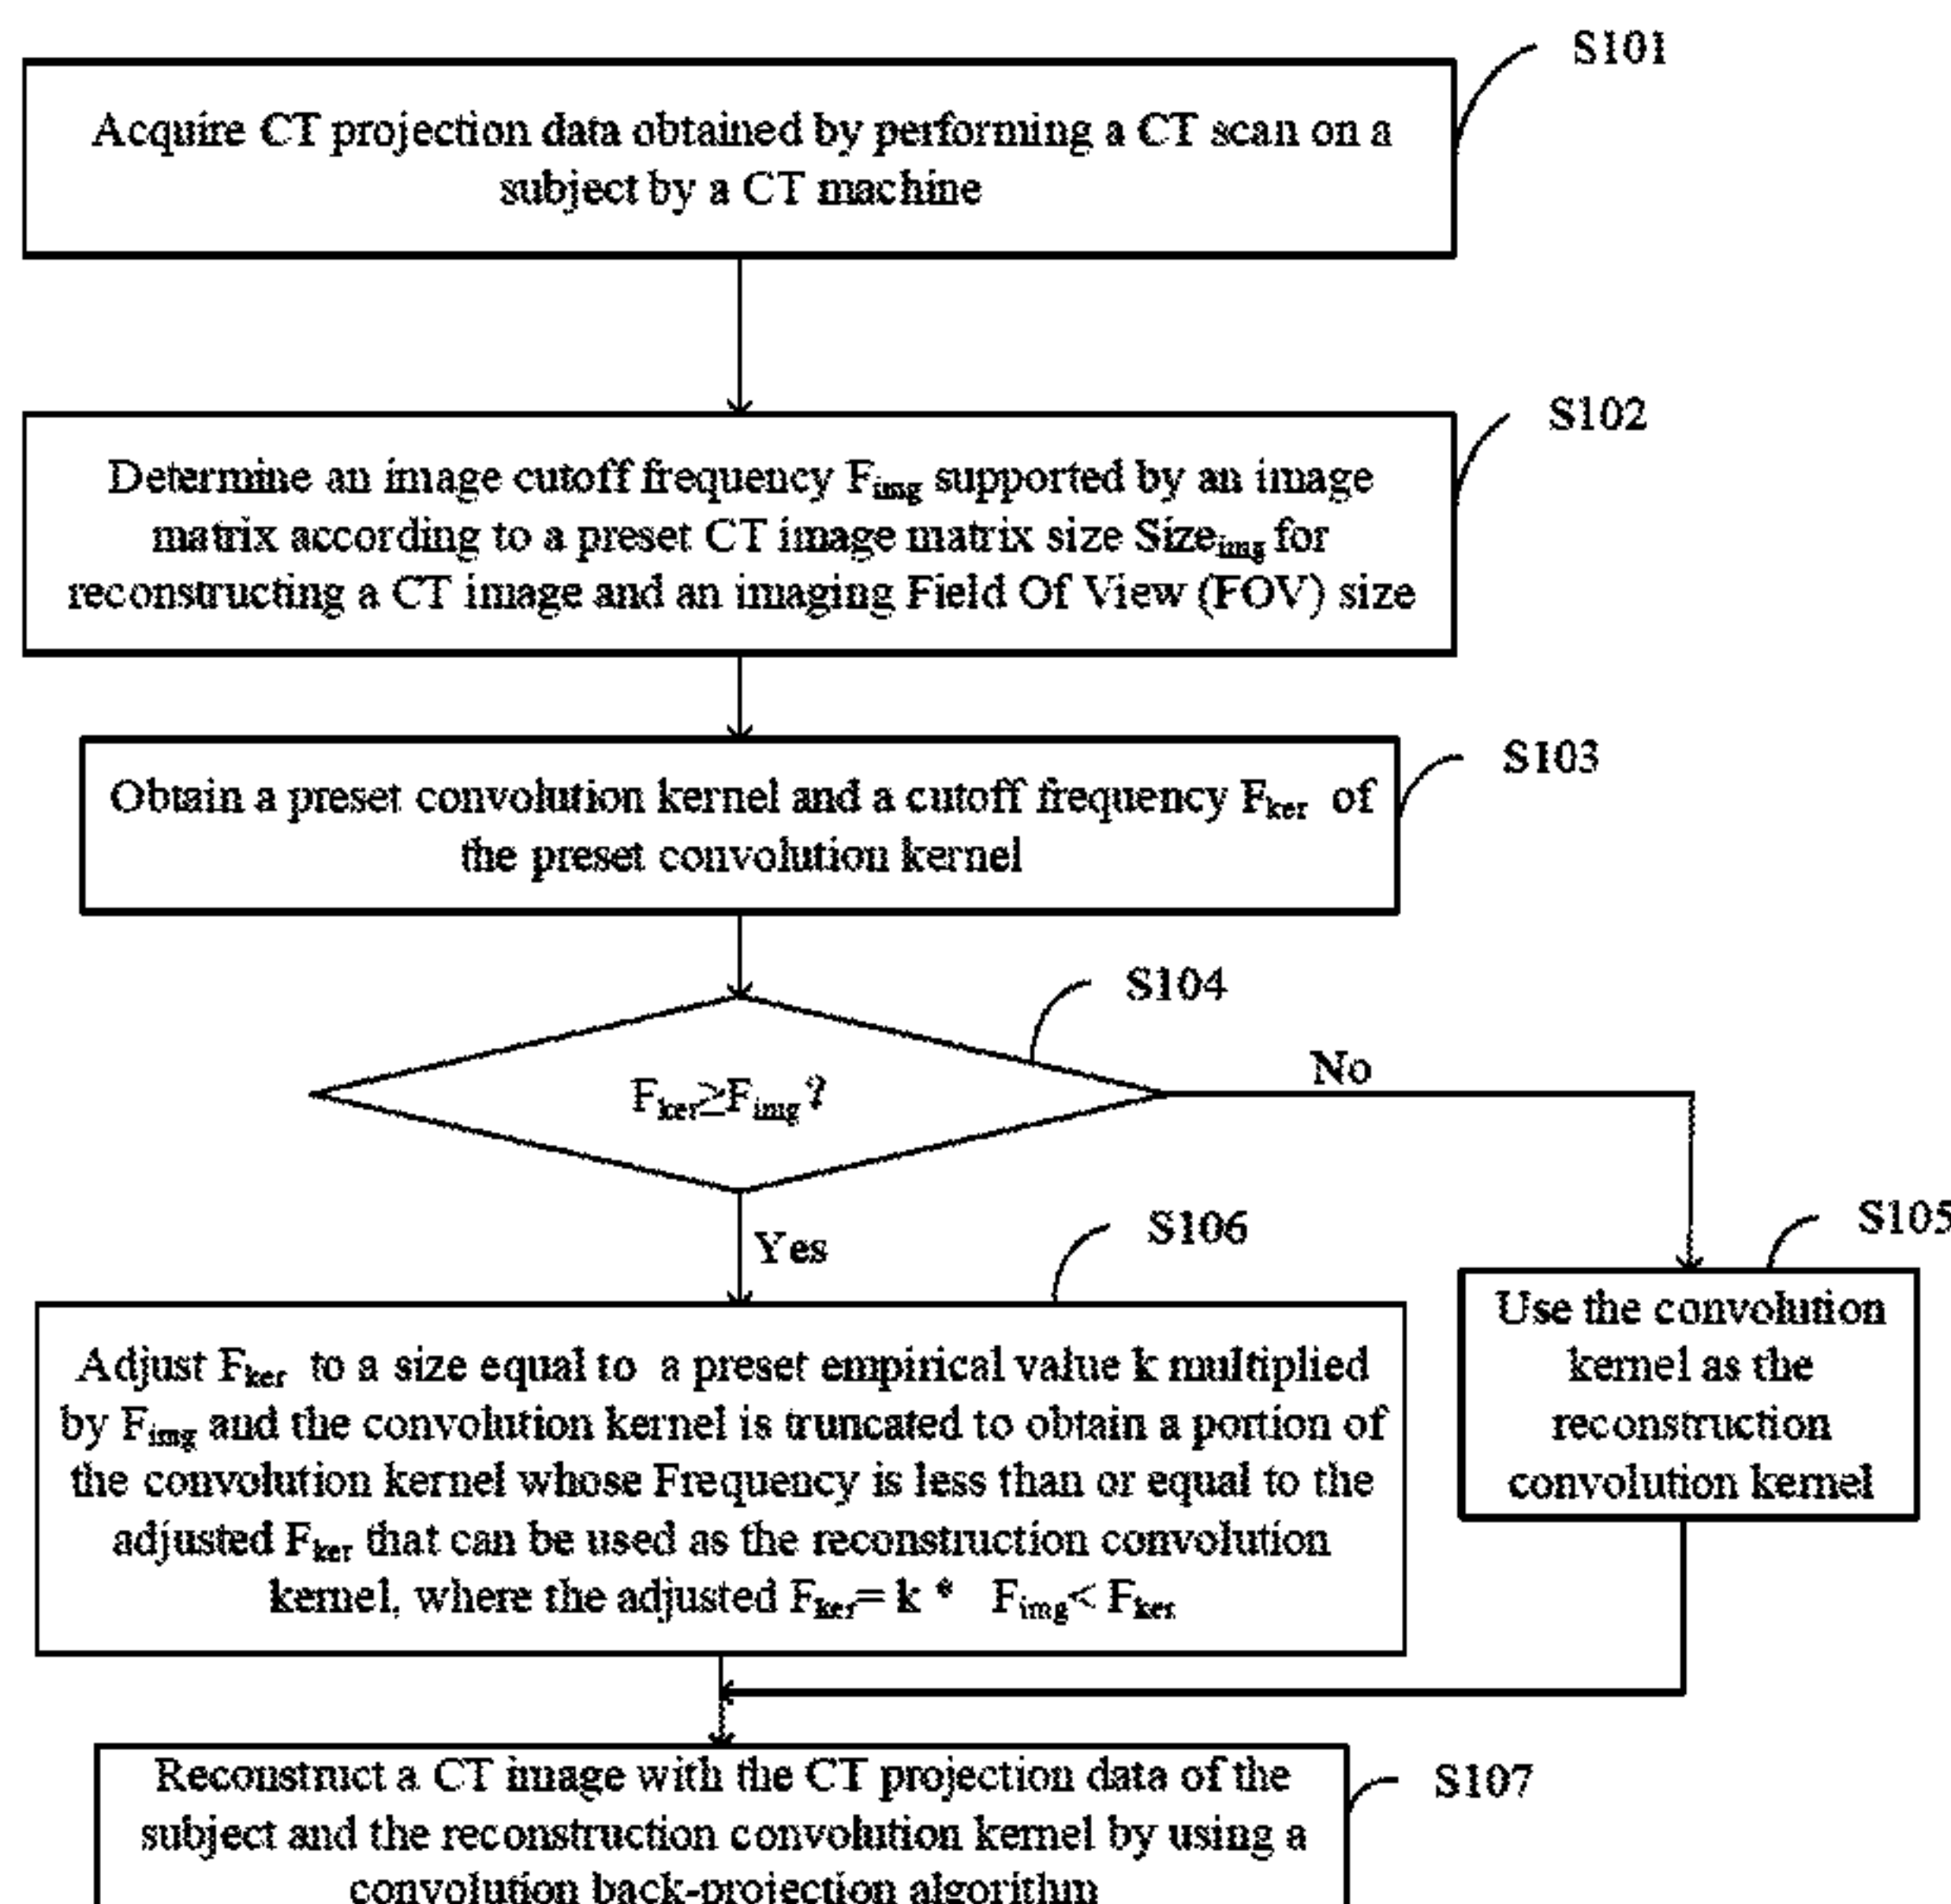 S101
Acquire CT projection data obtained by performing a CT scan on a
subject by a CT machine
S102
Determine an image cutoff frequency Fimg supported by an image
matrix according to a preset CT image matrix size Sizeimg for
reconstructing a CT image and an imaging Field Of View (FOV) size
S103
Obtain a preset convolution kernel and a cutoff frequency Fker of
the preset convolution kernel
S104
Fker≥Fimg?
No
Yes
S106
S105
Adjust Fker to a size equal to a preset empirical value k multiplied
by Fimg and the convolution kernel is truncated to obtain a portion of
the convolution kernel whose Frequency is less than or equal to the
adjusted Fker that can be used as the reconstruction convolution
kernel, where the adjusted Fker= k * Fimg< Fker
Use the convolution
kernel as the
reconstruction
convolution kernel
S107
Reconstruct a CT image with the CT projection data of the
subject and the reconstruction convolution kernel by using a
convolution back-projection algorithm